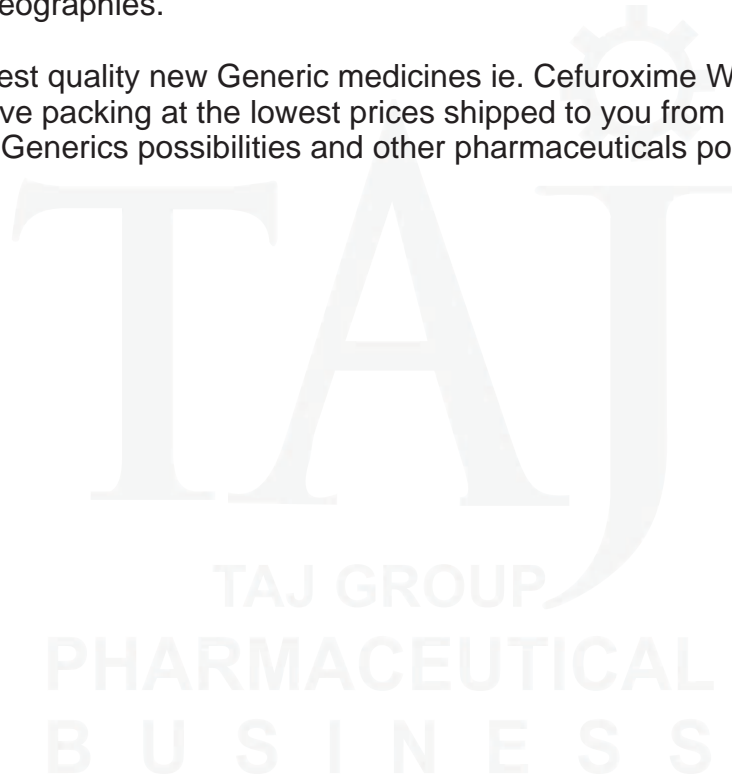 eographies.
est quality new Generic medicines ie. Cefuroxime W
ve packing at the lowest prices shipped to you from
Generics possibilities and other pharmaceuticals po
TAJ
TAJ GROUP
PHARMACEUTICAL
BUSINESS